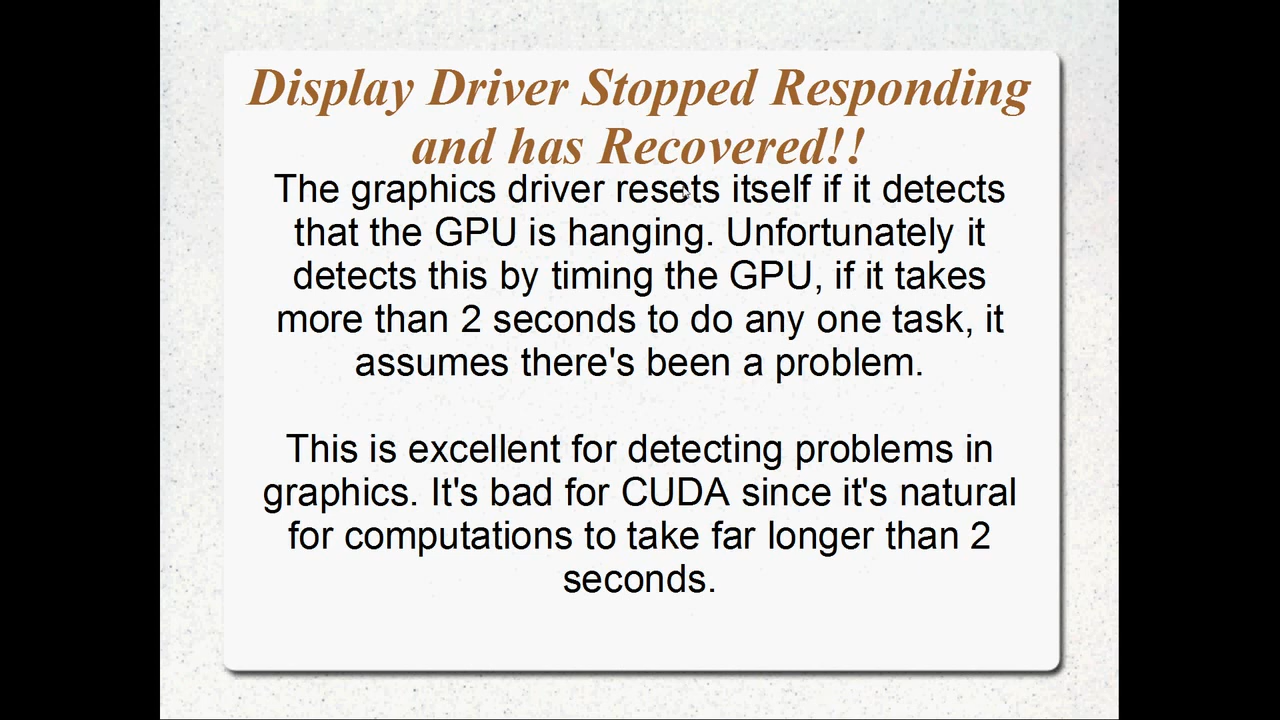 Display Driver Stopped Responding
and has Recovered!!
The graphics driver resets itself if it detects
that the GPU is hanging. Unfortunately it
detects this by timing the GPU, if it takes
more than 2 seconds to do any one task, it
assumes there's been a problem.
This is excellent for detecting problems in
graphics. It's bad for CUDA since it's natural
for computations to take far longer than 2
seconds.